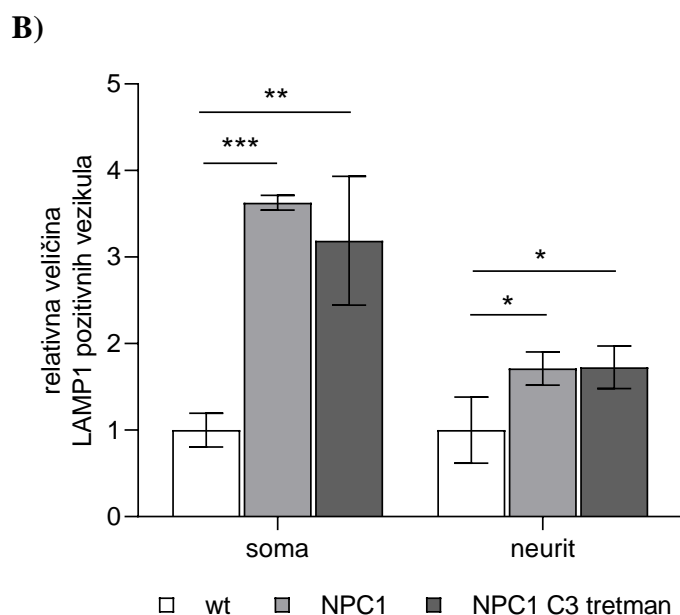 B)
relativna veličina
LAMP1 pozitivnih vezikula
5
4
3
2
1
0
**
***
*
*
soma
neurit
wt
NPC1
NPC1 C3 tretman